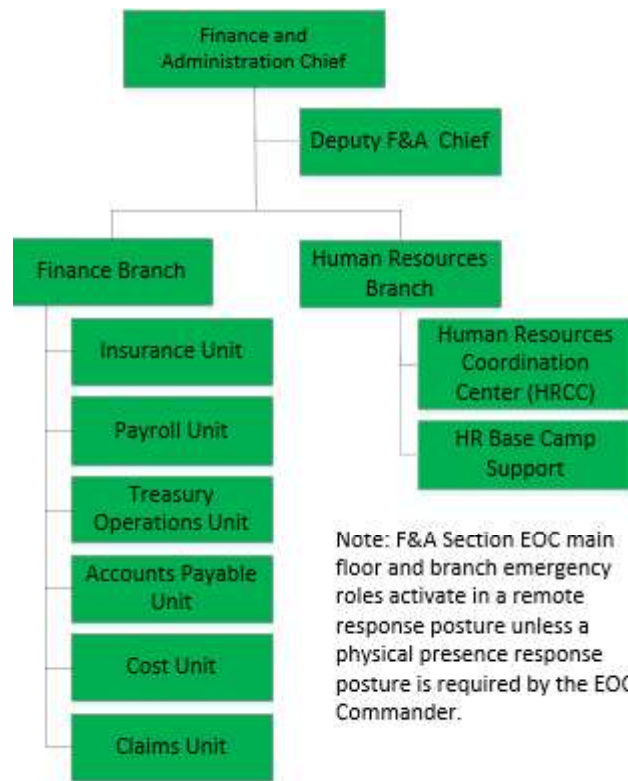 Finance and
Administration Chief
Deputy F&A Chief
Finance Branch
Human Resources
Branch
Insurance Unit
Human Resources
Coordination
Center (HRCC)
Payroll Unit
HR Base Camp
Support
Treasury
Operations Unit
Accounts Payable
Unit
Cost Unit
Claims Unit
Note: F&A Section EOC main
floor and branch emergency
roles activate in a remote
response posture unless a
physical presence response
posture is required by the EOC
Commander.